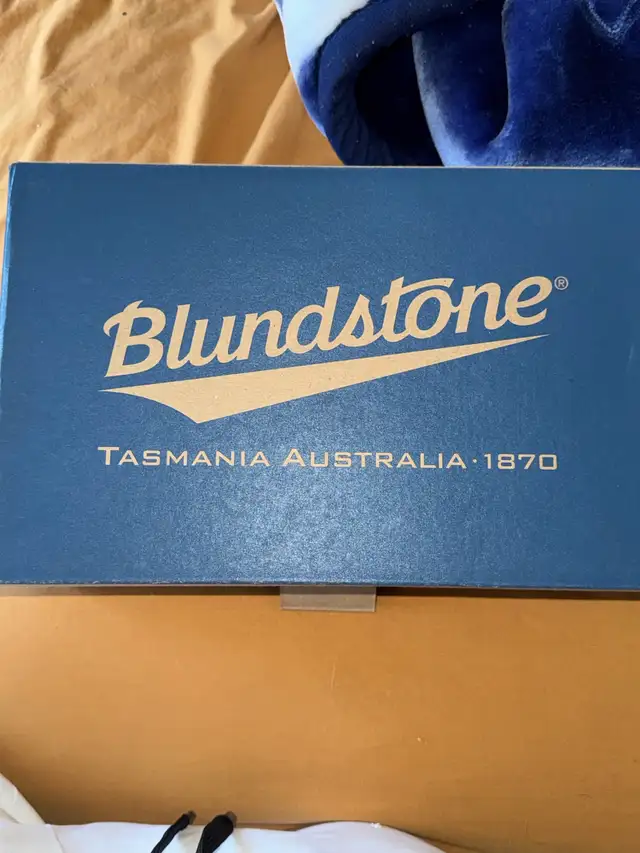 Blundstone®
TASMANIA AUSTRALIA · 1870